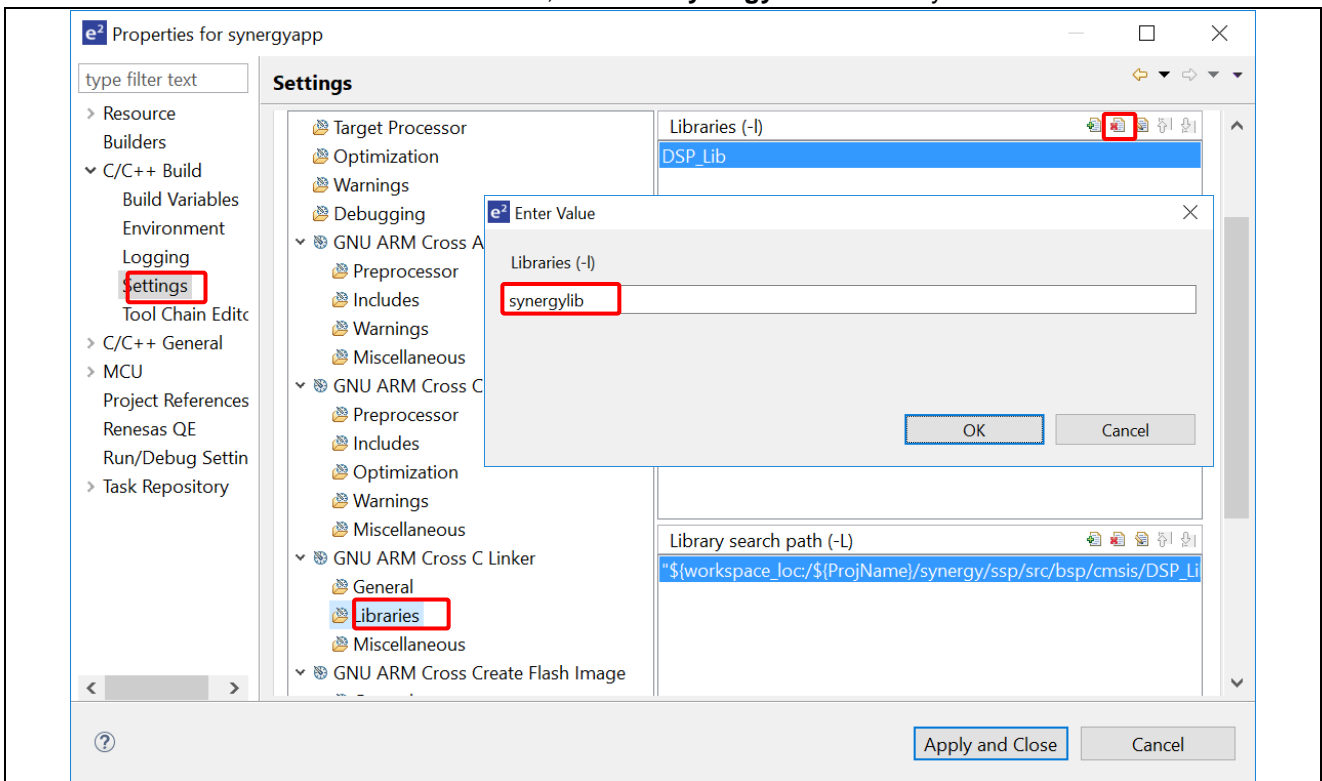 e² Properties for synergyapp
type filter text
Settings
Resource
Builders
C/C++ Build
Build Variables
Environment
Logging
Settings
Tool Chain Edito
C/C++ General
MCU
Project References
Renesas QE
Run/Debug Settin
Task Repository
Target Processor
Optimization
Warnings
Debugging
GNU ARM Cross A
Preprocessor
Includes
Warnings
Miscellaneous
GNU ARM Cross C
Preprocessor
Includes
Optimization
Warnings
Miscellaneous
GNU ARM Cross C Linker
General
Libraries
Miscellaneous
GNU ARM Cross Create Flash Image
Libraries (-l)
DSP_Lib
e² Enter Value
Libraries (-l)
synergylib
OK Cancel
Library search path (-L)
"${workspace_loc:/${ProjName}/synergy/ssp/src/bsp/cmsis/DSP_Li
Apply and Close Cancel